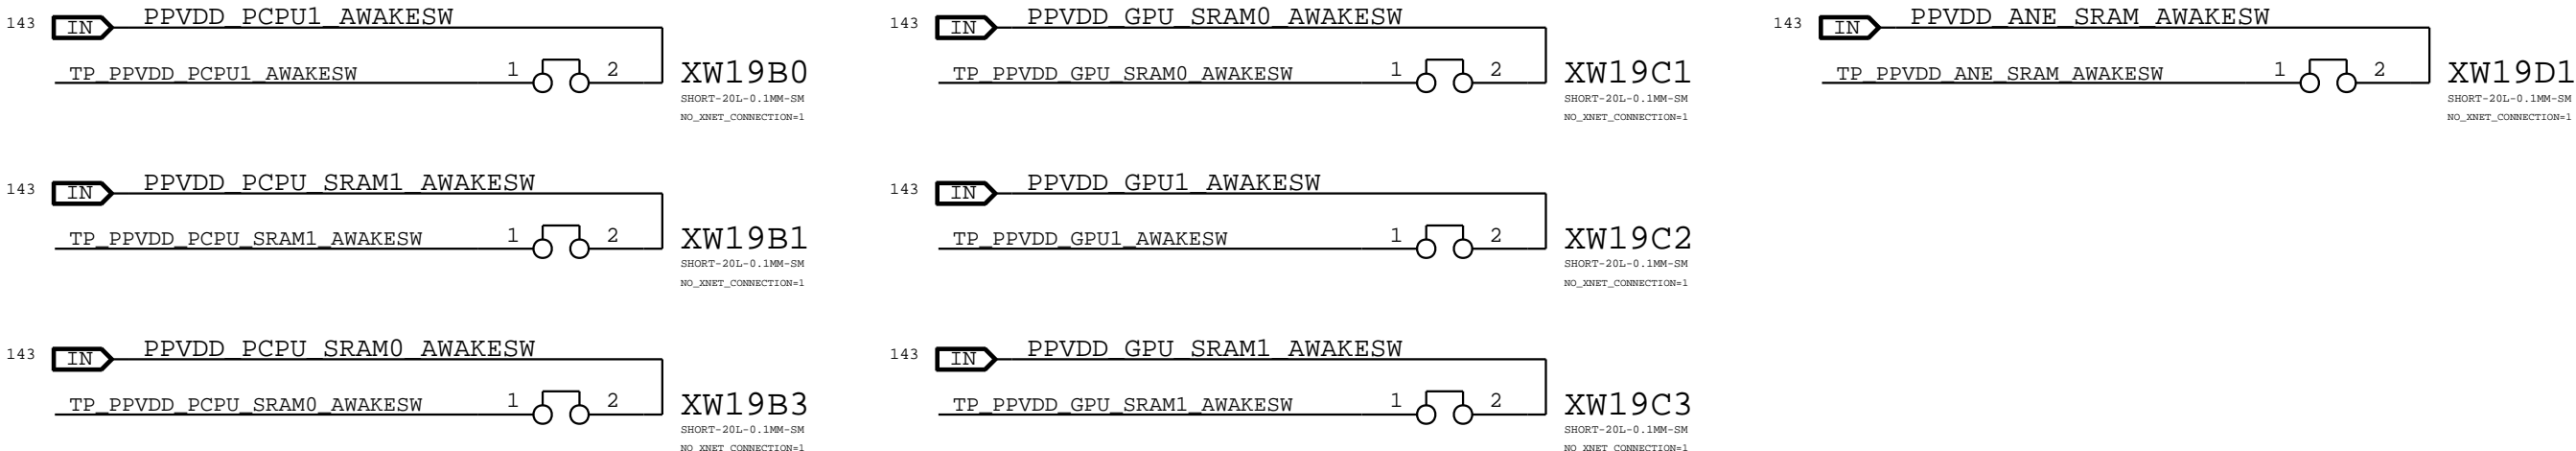 143 IN PPVDD_PCPU1_AWAKESW
TP_PPVDD_PCPU1_AWAKESW 1 2 XW19B0
SHORT-20L-0.1MM-SM
NO_XNET_CONNECTION=1
143 IN PPVDD_PCPU_SRAM1_AWAKESW
TP_PPVDD_PCPU_SRAM1_AWAKESW 1 2 XW19B1
SHORT-20L-0.1MM-SM
NO_XNET_CONNECTION=1
143 IN PPVDD_PCPU_SRAM0_AWAKESW
TP_PPVDD_PCPU_SRAM0_AWAKESW 1 2 XW19B3
SHORT-20L-0.1MM-SM
NO_XNET_CONNECTION=1
143 IN PPVDD_GPU_SRAM0_AWAKESW
TP_PPVDD_GPU_SRAM0_AWAKESW 1 2 XW19C1
SHORT-20L-0.1MM-SM
NO_XNET_CONNECTION=1
143 IN PPVDD_GPU1_AWAKESW
TP_PPVDD_GPU1_AWAKESW 1 2 XW19C2
SHORT-20L-0.1MM-SM
NO_XNET_CONNECTION=1
143 IN PPVDD_GPU_SRAM1_AWAKESW
TP_PPVDD_GPU_SRAM1_AWAKESW 1 2 XW19C3
SHORT-20L-0.1MM-SM
NO_XNET_CONNECTION=1
143 IN PPVDD_ANE_SRAM_AWAKESW
TP_PPVDD_ANE_SRAM_AWAKESW 1 2 XW19D1
SHORT-20L-0.1MM-SM
NO_XNET_CONNECTION=1